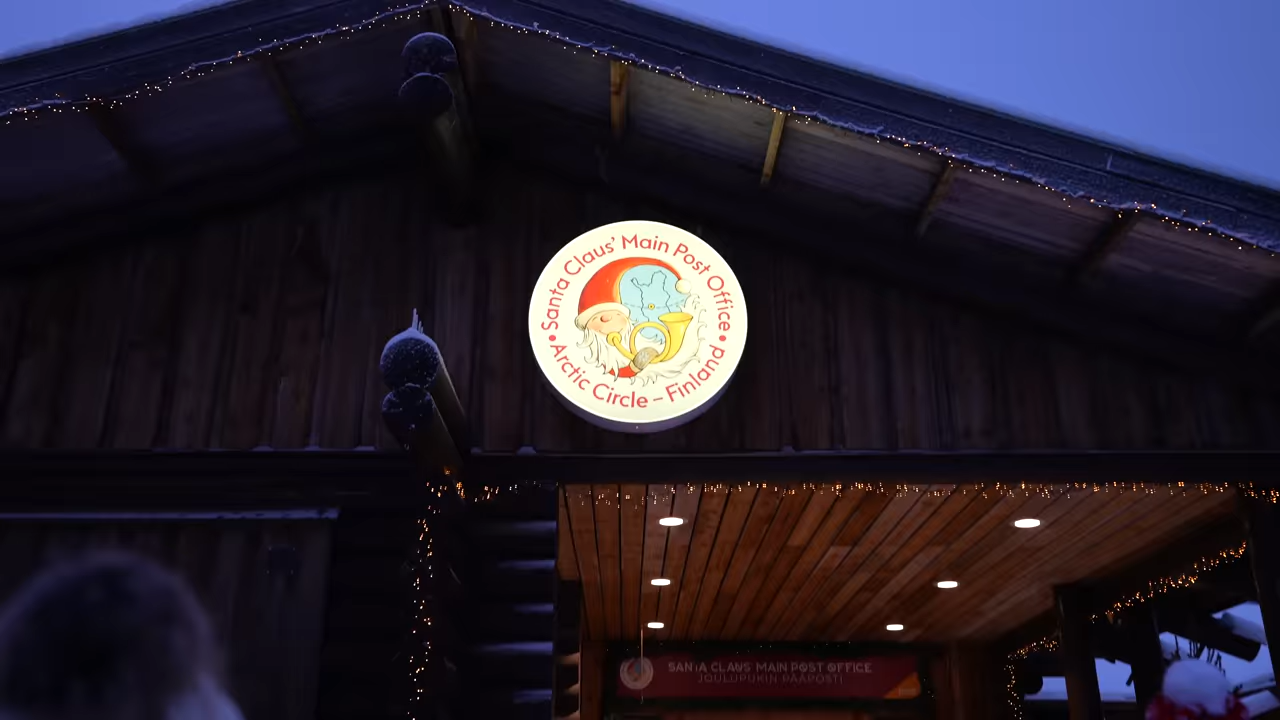 Santa Claus' Main Post Office
• Arctic Circle – Finland •
SANTA CLAUS' MAIN POST OFFICE
JOULUPUKIN PÄÄPOSTI